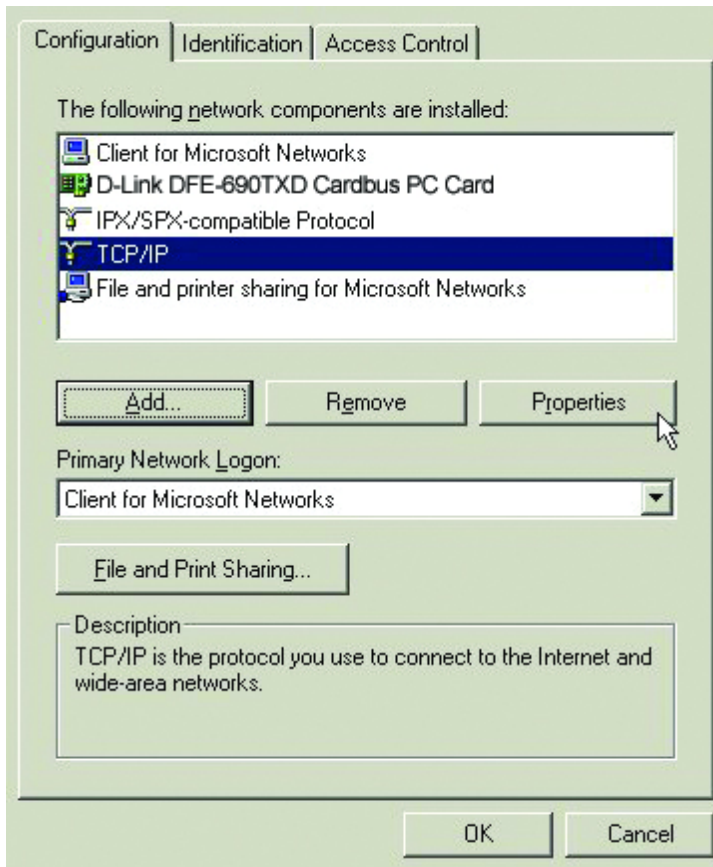 Configuration Identification Access Control
The following network components are installed:
Client for Microsoft Networks
D-Link DFE-690TXD Cardbus PC Card
IPX/SPX-compatible Protocol
TCP/IP
File and printer sharing for Microsoft Networks
Add... Remove Properties
Primary Network Logon:
Client for Microsoft Networks
File and Print Sharing...
Description
TCP/IP is the protocol you use to connect to the Internet and
wide-area networks.
OK Cancel